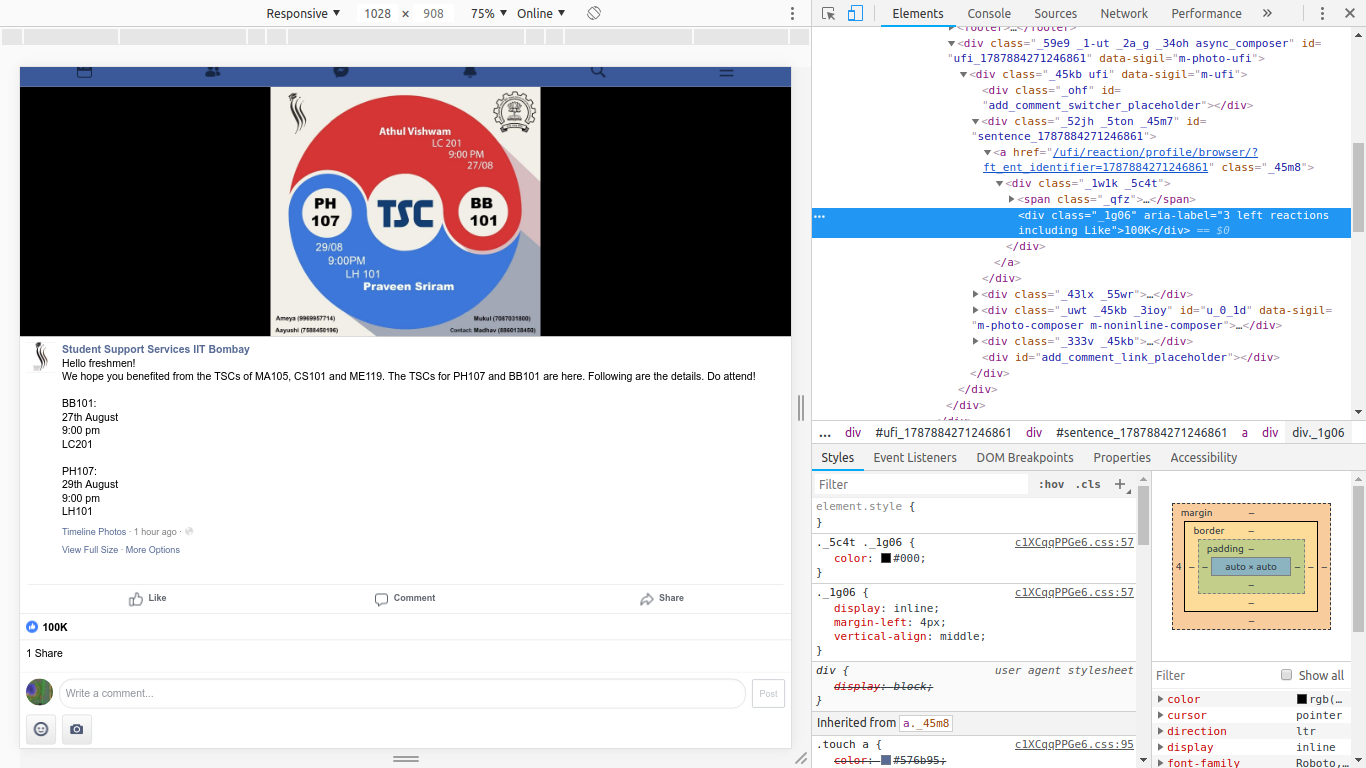 Responsive ▼ 1028 × 908 75% ▼ Online ▼
Athul Vishwam
LC 201
9:00 PM
27/08
PH
107
TSC
BB
101
29/08
9:00PM
LH 101
Praveen Sriram
Ameya (9969957714)
Aayushi (7588450196)
Mukul (7087031800)
Contact: Madhav (8860138450)
Student Support Services IIT Bombay
Hello freshmen!
We hope you benefited from the TSCs of MA105, CS101 and ME119. The TSCs for PH107 and BB101 are here. Following are the details. Do attend!
BB101:
27th August
9:00 pm
LC201
PH107:
29th August
9:00 pm
LH101
Timeline Photos · 1 hour ago ·
View Full Size · More Options
Like Comment Share
100K
1 Share
Write a comment... Post
Elements Console Sources Network Performance »
▶<footer>…</footer>
▼<div class="_59e9 _1-ut _2a_g _34oh async_composer" id=
"ufi_1787884271246861" data-sigil="m-photo-ufi">
▼<div class="_45kb ufi" data-sigil="m-ufi">
<div class="_ohf" id=
"add_comment_switcher_placeholder"></div>
▼<div class="_52jh _5ton _45m7" id=
"sentence_1787884271246861">
▼<a href="/ufi/reaction/profile/browser/?
ft_ent_identifier=1787884271246861" class="_45m8">
▼<div class="_1w1k _5c4t">
▶<span class="_qfz">…</span>
<div class="_1g06" aria-label="3 left reactions
including Like">100K</div> == $0
</div>
</a>
</div>
▶<div class="_43lx _55wr">…</div>
▶<div class="_uwt _45kb _3ioy" id="u_0_1d" data-sigil=
"m-photo-composer m-noninline-composer">…</div>
▶<div class="_333v _45kb">…</div>
<div id="add_comment_link_placeholder"></div>
</div>
</div>
</div>
... div #ufi_1787884271246861 div #sentence_1787884271246861 a div div._1g06
Styles Event Listeners DOM Breakpoints Properties Accessibility
Filter :hov .cls +
element.style {
}
._5c4t ._1g06 { c1XCqqPPGe6.css:57
color: #000;
}
._1g06 { c1XCqqPPGe6.css:57
display: inline;
margin-left: 4px;
vertical-align: middle;
}
div { user agent stylesheet
display: block;
}
Inherited from a._45m8
.touch a { c1XCqqPPGe6.css:95
color: #576b95;
margin –
border –
padding –
4 – – auto × auto – – –
–
–
–
Filter Show all
▶ color rgb(…
▶ cursor pointer
▶ direction ltr
▶ display inline
▶ font-family Roboto,…